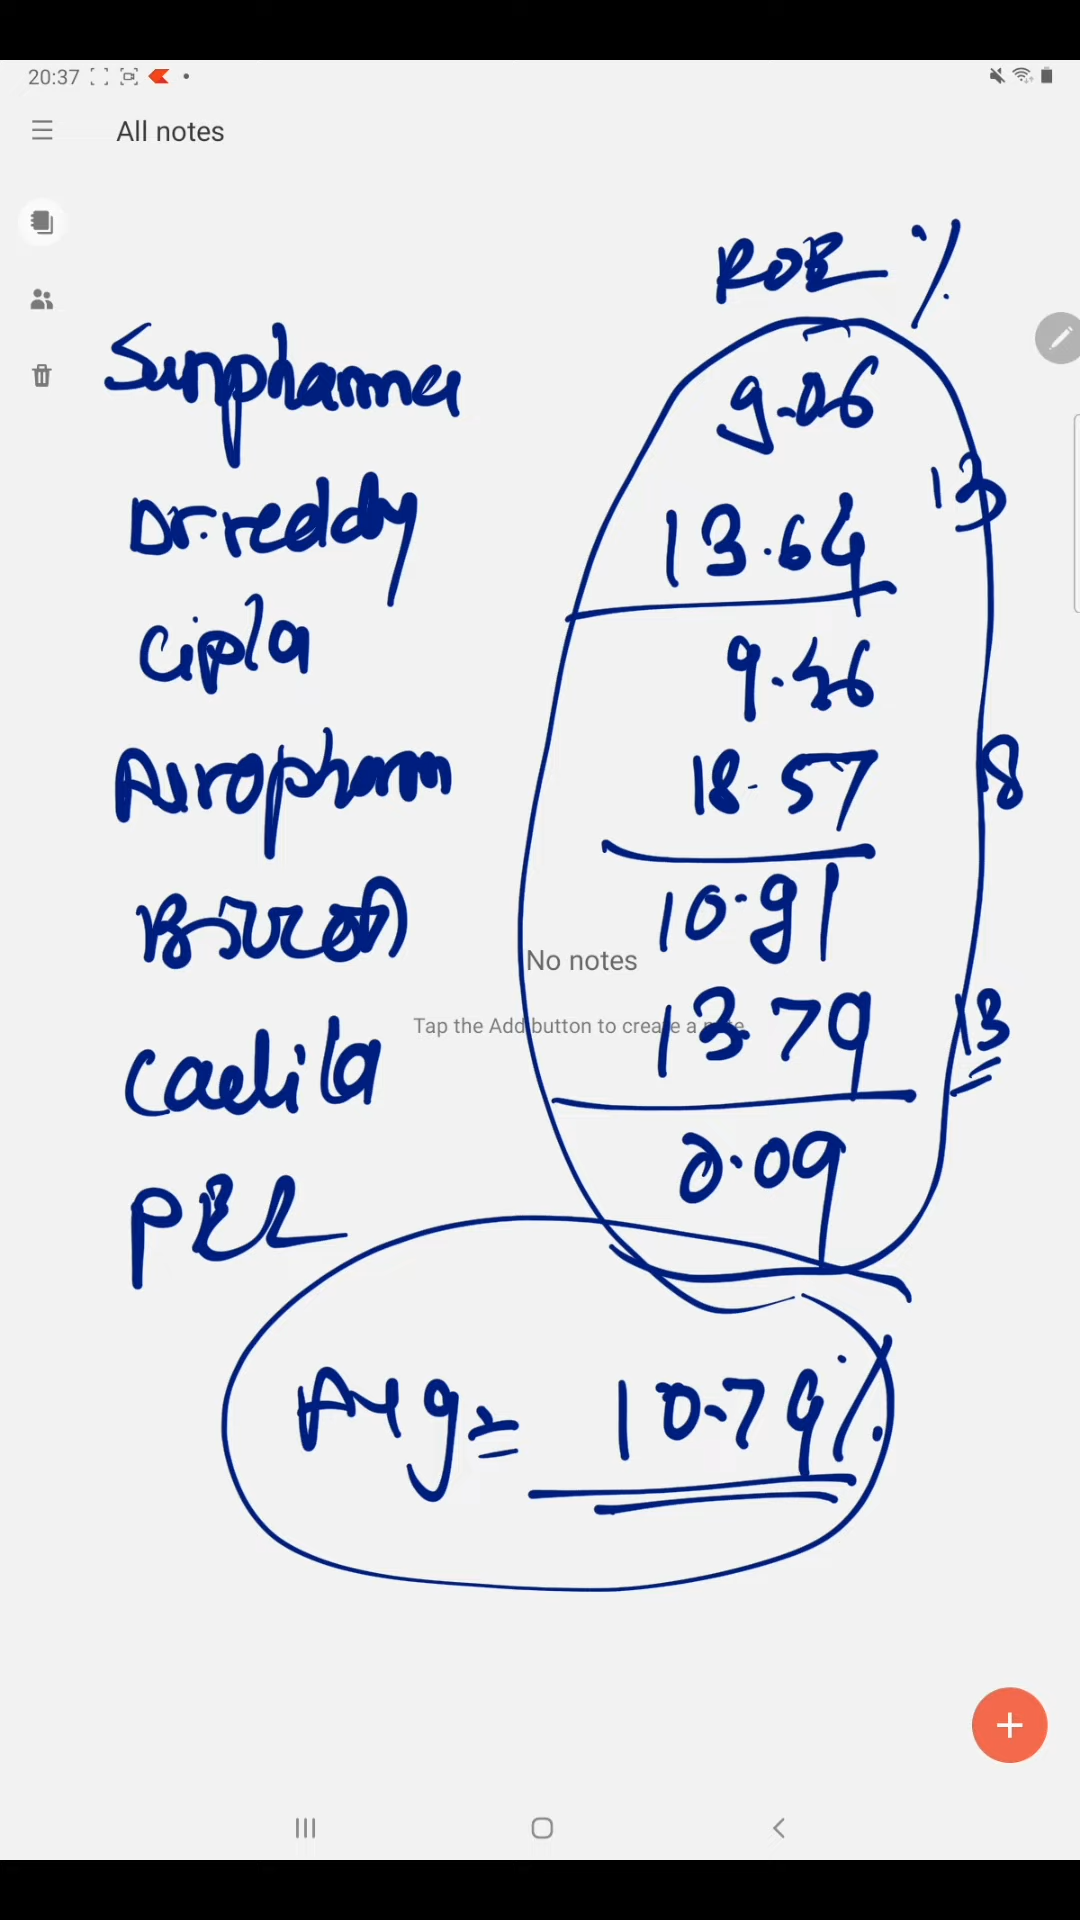 20:37
All notes
ROE %
Sunpharma 9.06
Dr.reddy 13.64 13
Cipla 9.46
Auropharm 18.57 18
Biocon 10.91
No notes
Tap the Add button to create a note
Cadila 13.79 13
PEL 0.09
Avg= 10.79%